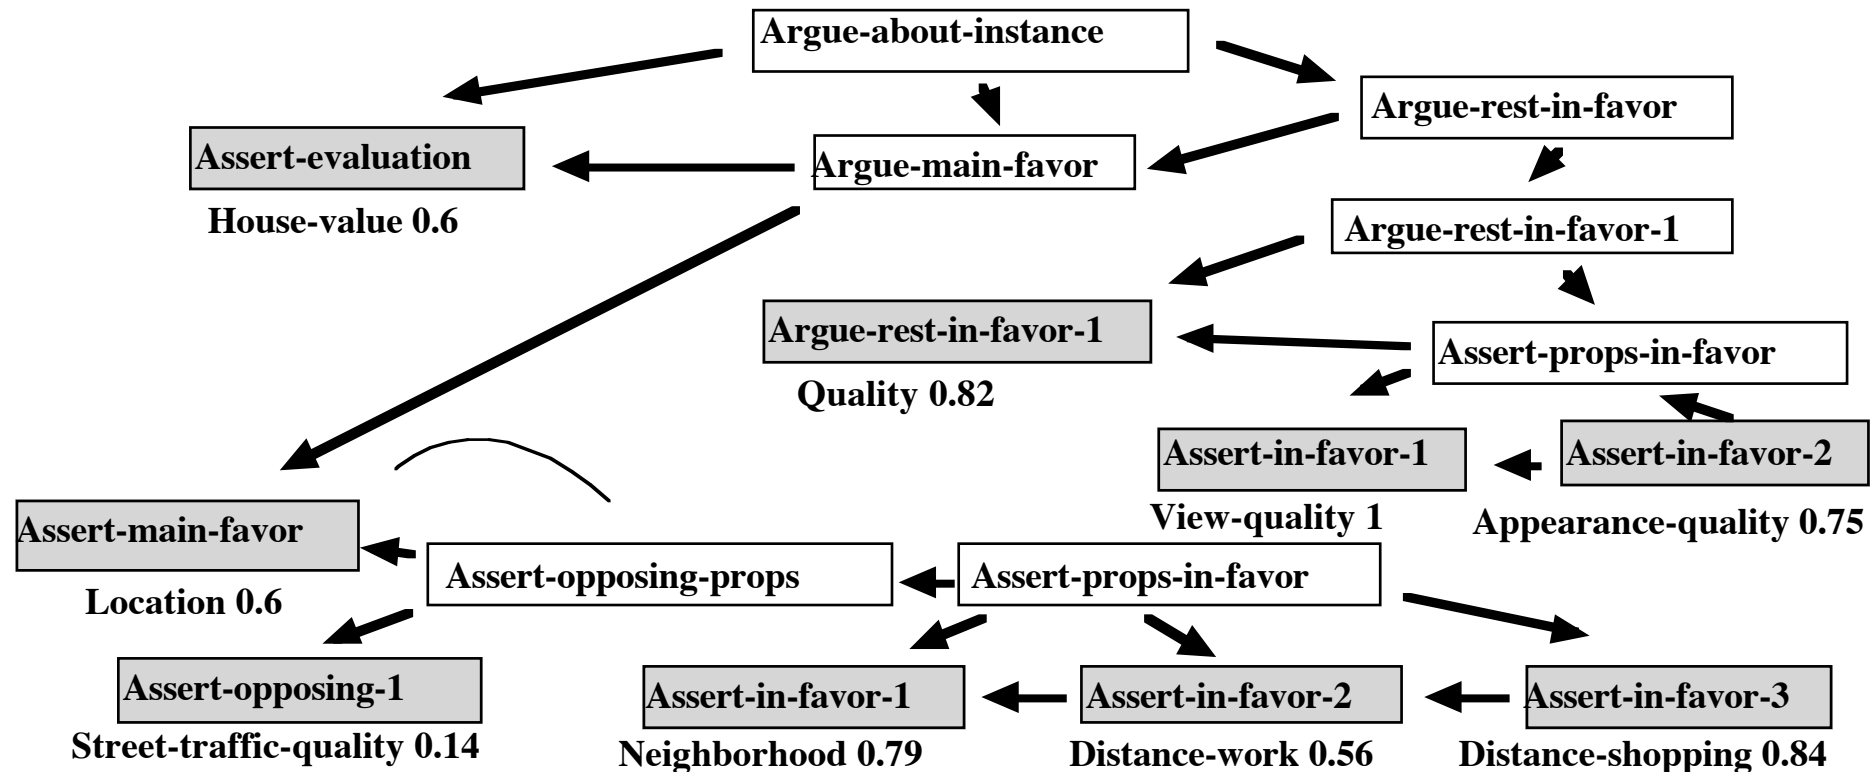 Argue-about-instance
Argue-rest-in-favor
Assert-evaluation
Argue-main-favor
House-value 0.6
Argue-rest-in-favor-1
Argue-rest-in-favor-1
Assert-props-in-favor
Quality 0.82
Assert-in-favor-1
Assert-in-favor-2
View-quality 1
Appearance-quality 0.75
Assert-main-favor
Assert-opposing-props
Assert-props-in-favor
Location 0.6
Assert-opposing-1
Assert-in-favor-1
Assert-in-favor-2
Assert-in-favor-3
Street-traffic-quality 0.14
Neighborhood 0.79
Distance-work 0.56
Distance-shopping 0.84